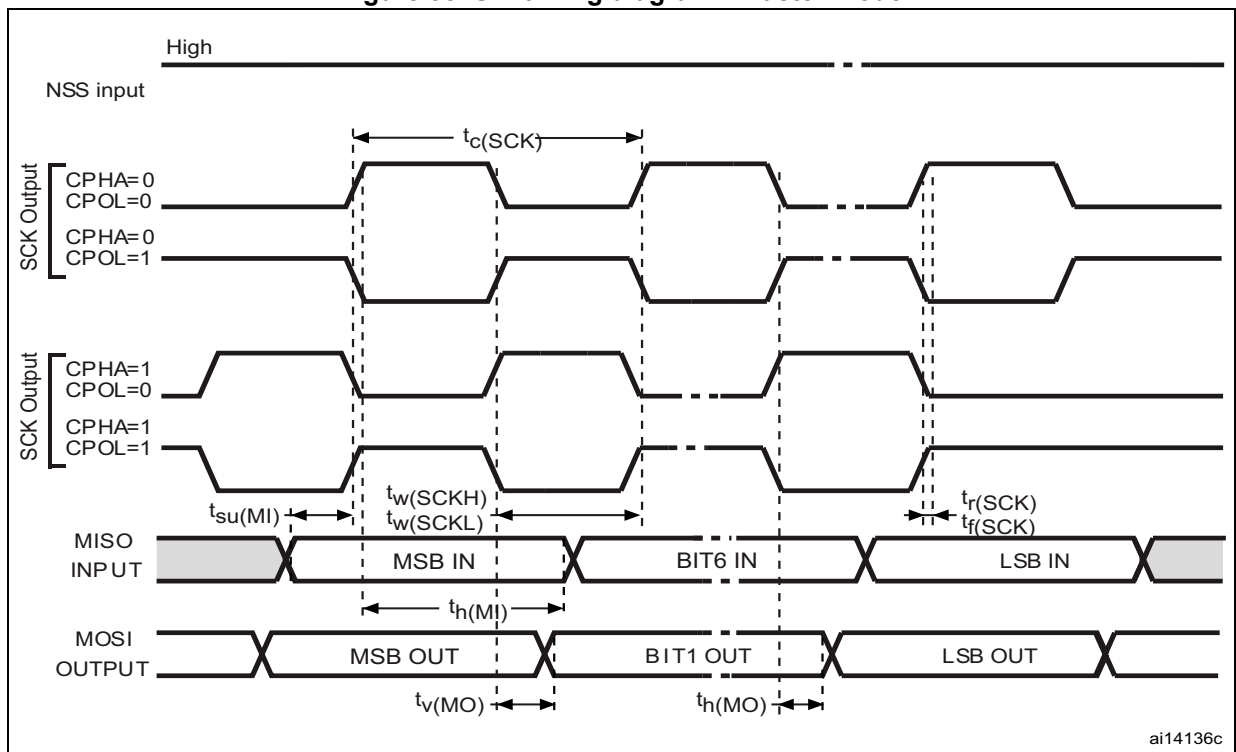 High
NSS input
tc(SCK)
SCK Output
CPHA=0
CPOL=0
CPHA=0
CPOL=1
SCK Output
CPHA=1
CPOL=0
CPHA=1
CPOL=1
tsu(MI)
tw(SCKH)
tw(SCKL)
tr(SCK)
tf(SCK)
MISO
INPUT
MSB IN
BIT6 IN
LSB IN
th(MI)
MOSI
OUTPUT
MSB OUT
BIT1 OUT
LSB OUT
tv(MO)
th(MO)
ai14136c